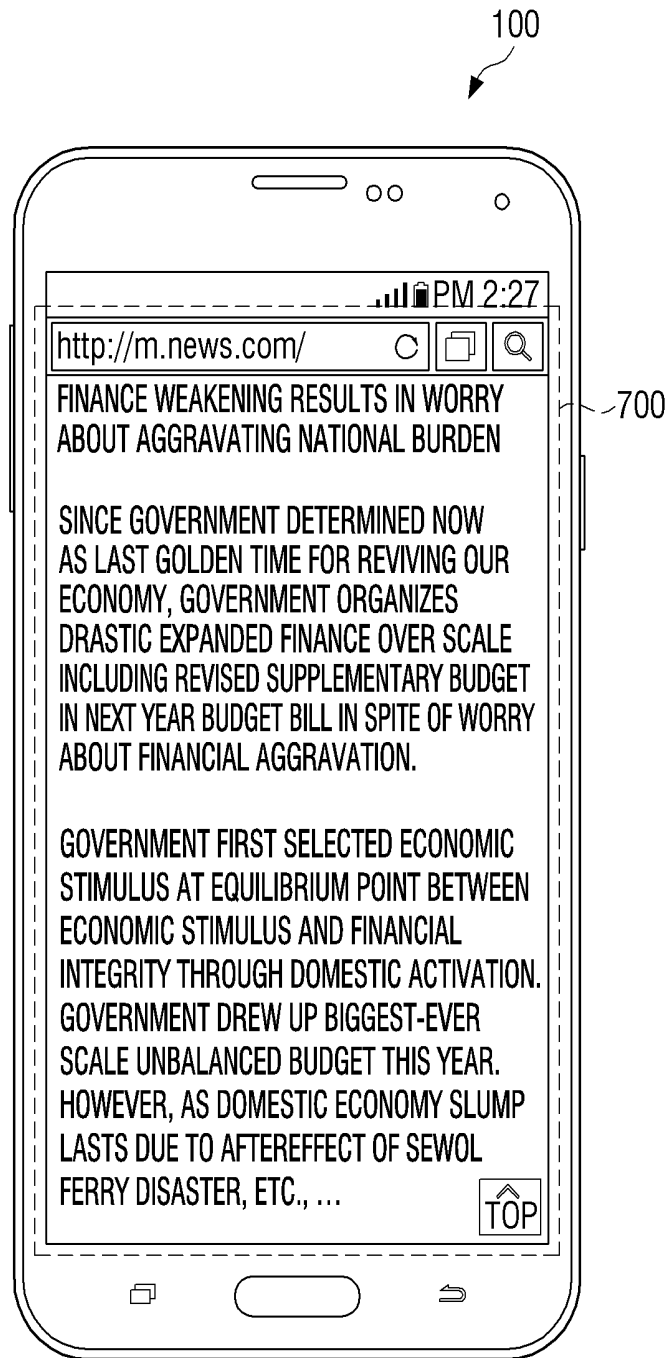 100
PM 2:27
http://m.news.com/
700
FINANCE WEAKENING RESULTS IN WORRY
ABOUT AGGRAVATING NATIONAL BURDEN
SINCE GOVERNMENT DETERMINED NOW
AS LAST GOLDEN TIME FOR REVIVING OUR
ECONOMY, GOVERNMENT ORGANIZES
DRASTIC EXPANDED FINANCE OVER SCALE
INCLUDING REVISED SUPPLEMENTARY BUDGET
IN NEXT YEAR BUDGET BILL IN SPITE OF WORRY
ABOUT FINANCIAL AGGRAVATION.
GOVERNMENT FIRST SELECTED ECONOMIC
STIMULUS AT EQUILIBRIUM POINT BETWEEN
ECONOMIC STIMULUS AND FINANCIAL
INTEGRITY THROUGH DOMESTIC ACTIVATION.
GOVERNMENT DREW UP BIGGEST-EVER
SCALE UNBALANCED BUDGET THIS YEAR.
HOWEVER, AS DOMESTIC ECONOMY SLUMP
LASTS DUE TO AFTEREFFECT OF SEWOL
FERRY DISASTER, ETC., ...
TOP